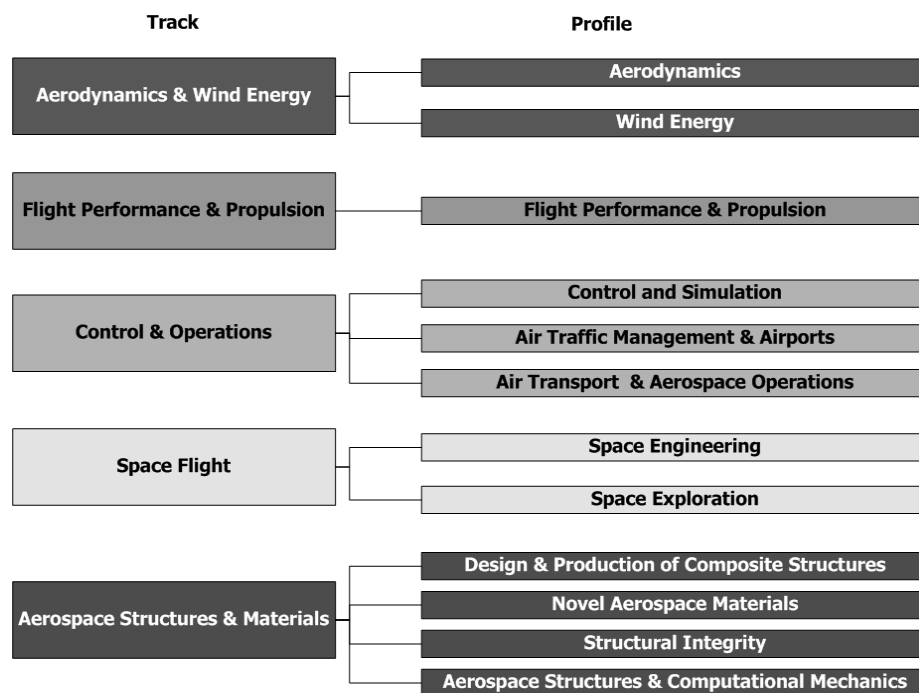 Track
Profile
Aerodynamics & Wind Energy
Aerodynamics
Wind Energy
Flight Performance & Propulsion
Flight Performance & Propulsion
Control & Operations
Control and Simulation
Air Traffic Management & Airports
Air Transport & Aerospace Operations
Space Flight
Space Engineering
Space Exploration
Aerospace Structures & Materials
Design & Production of Composite Structures
Novel Aerospace Materials
Structural Integrity
Aerospace Structures & Computational Mechanics